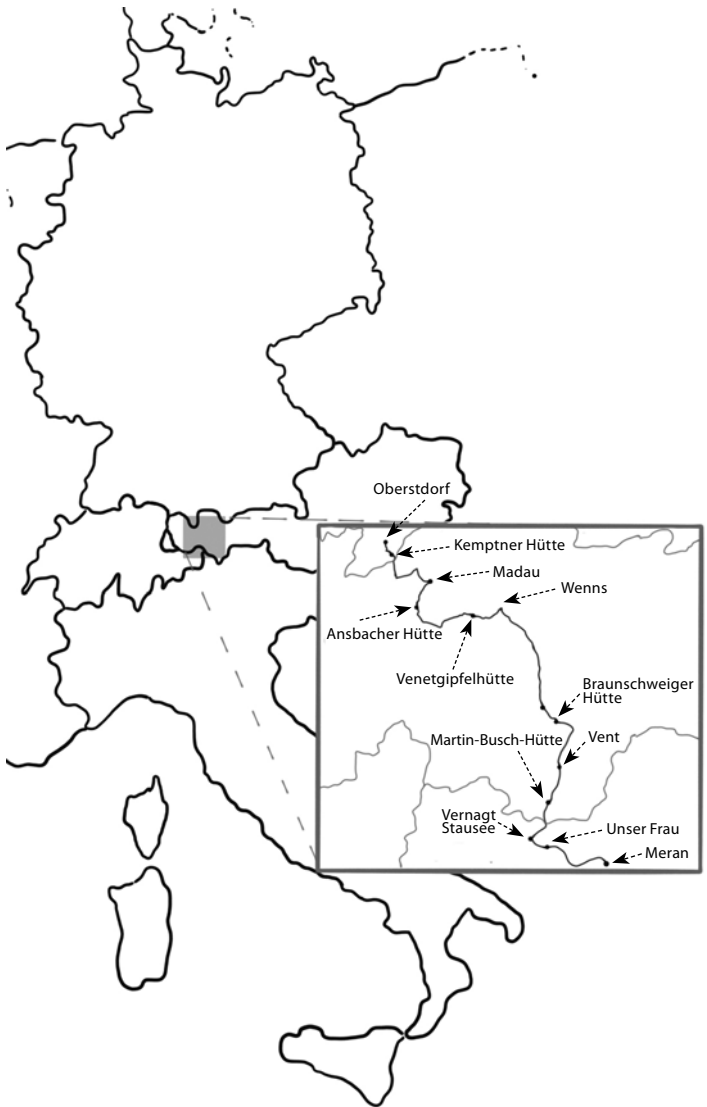 Oberstdorf
Kemptner Hütte
Madau
Wenns
Ansbacher Hütte
Venetgipfelhütte
Braunschweiger
Hütte
Martin-Busch-Hütte
Vent
Vernagt
Stausee
Unser Frau
Meran